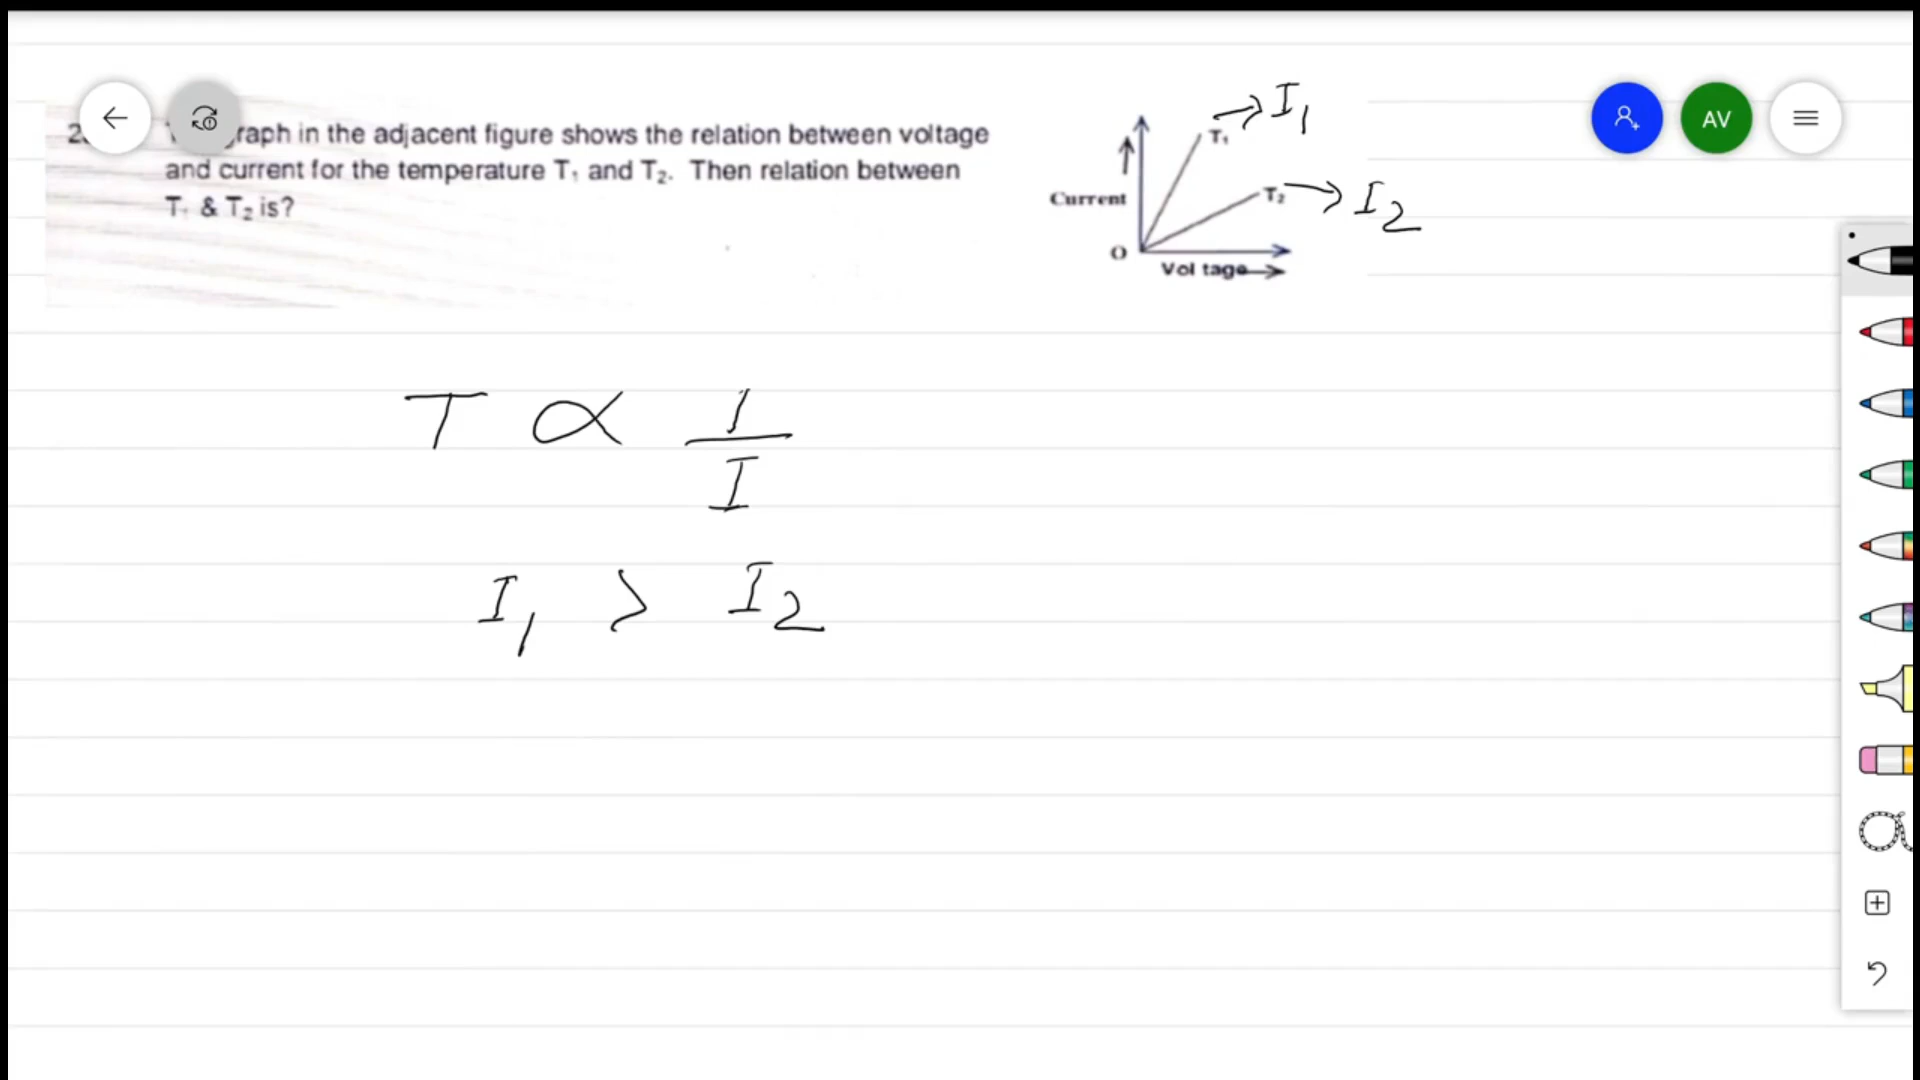 2.
raph in the adjacent figure shows the relation between voltage
and current for the temperature T₁ and T₂. Then relation between
T₁ & T₂ is?
Current
O
Vol tage
T₁ → I₁
T₂ → I₂
AV
T ∝ 1/I
I₁ > I₂